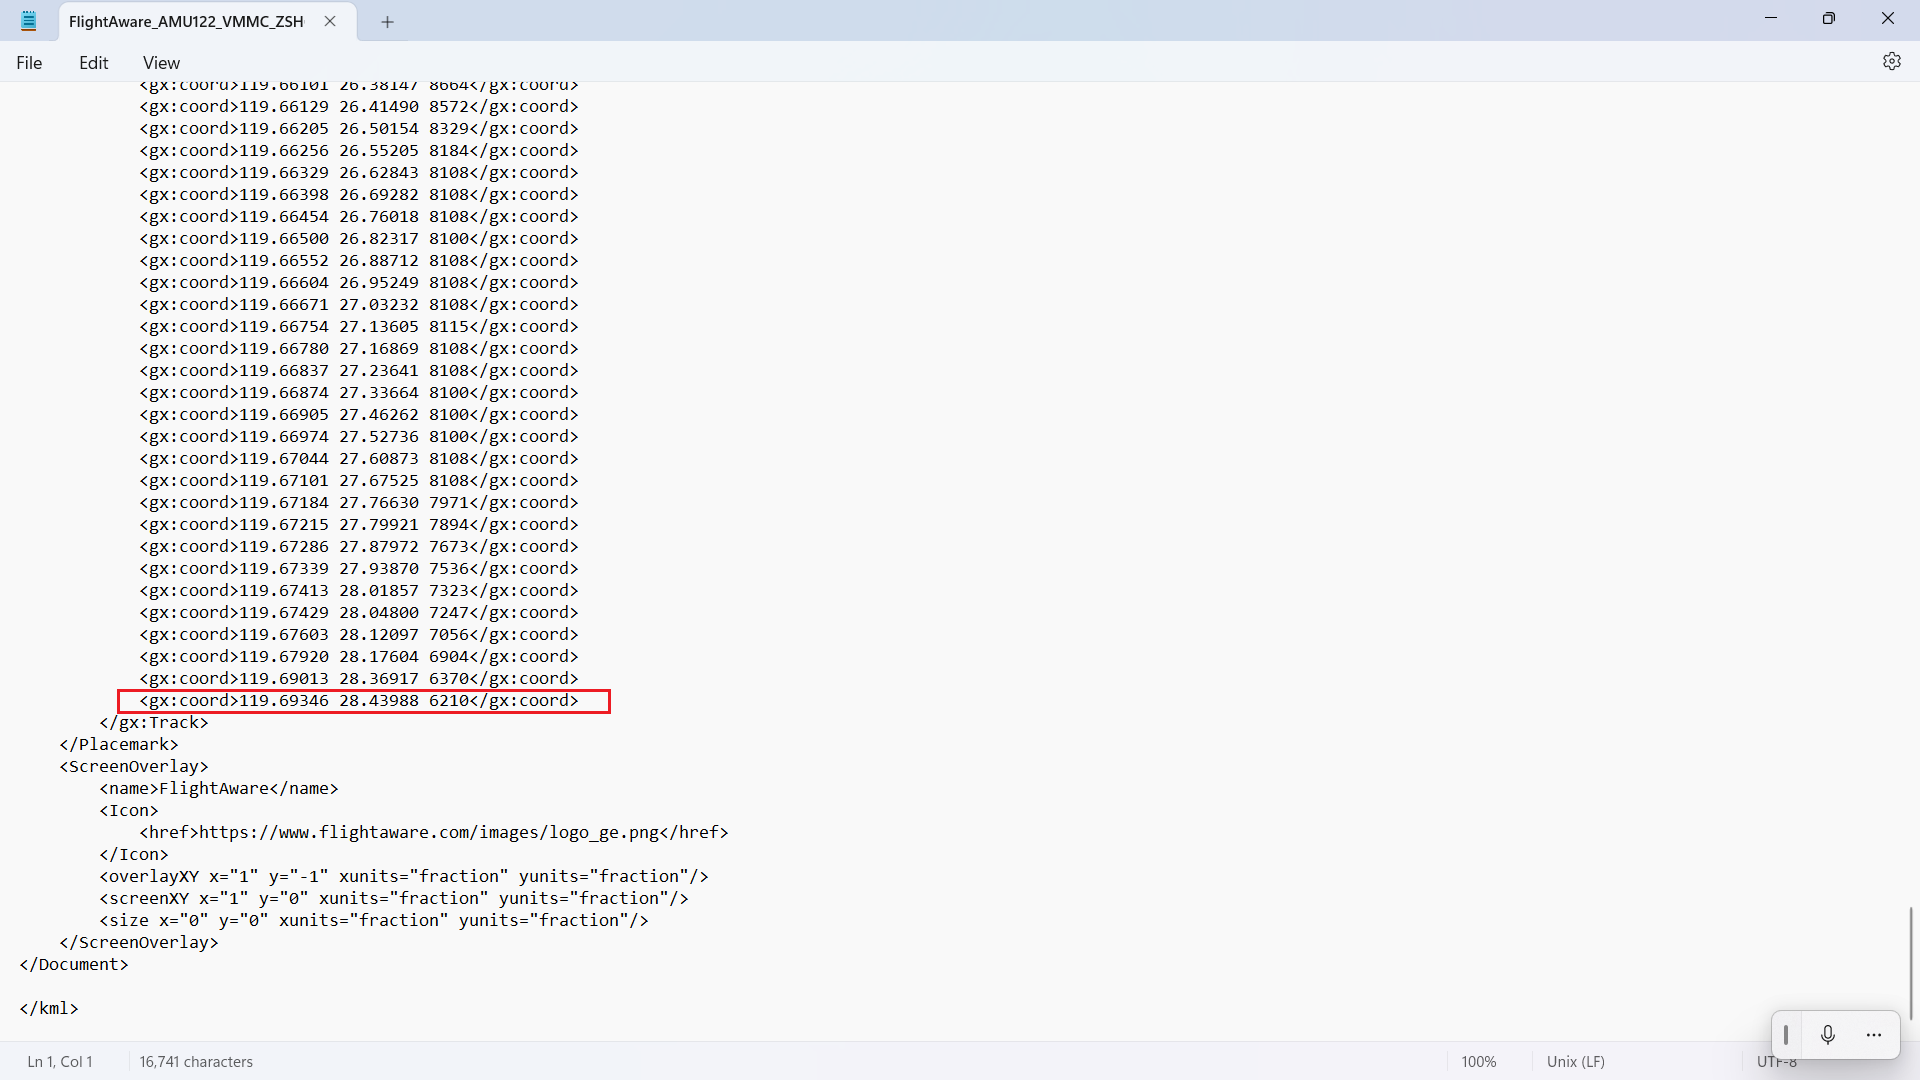 FlightAware_AMU122_VMMC_ZSH
File Edit View
<gx:coord>119.66101 26.38147 8664</gx:coord>
<gx:coord>119.66129 26.41490 8572</gx:coord>
<gx:coord>119.66205 26.50154 8329</gx:coord>
<gx:coord>119.66256 26.55205 8184</gx:coord>
<gx:coord>119.66329 26.62843 8108</gx:coord>
<gx:coord>119.66398 26.69282 8108</gx:coord>
<gx:coord>119.66454 26.76018 8108</gx:coord>
<gx:coord>119.66500 26.82317 8100</gx:coord>
<gx:coord>119.66552 26.88712 8108</gx:coord>
<gx:coord>119.66604 26.95249 8108</gx:coord>
<gx:coord>119.66671 27.03232 8108</gx:coord>
<gx:coord>119.66754 27.13605 8115</gx:coord>
<gx:coord>119.66780 27.16869 8108</gx:coord>
<gx:coord>119.66837 27.23641 8108</gx:coord>
<gx:coord>119.66874 27.33664 8100</gx:coord>
<gx:coord>119.66905 27.46262 8100</gx:coord>
<gx:coord>119.66974 27.52736 8100</gx:coord>
<gx:coord>119.67044 27.60873 8108</gx:coord>
<gx:coord>119.67101 27.67525 8108</gx:coord>
<gx:coord>119.67184 27.76630 7971</gx:coord>
<gx:coord>119.67215 27.79921 7894</gx:coord>
<gx:coord>119.67286 27.87972 7673</gx:coord>
<gx:coord>119.67339 27.93870 7536</gx:coord>
<gx:coord>119.67413 28.01857 7323</gx:coord>
<gx:coord>119.67429 28.04800 7247</gx:coord>
<gx:coord>119.67603 28.12097 7056</gx:coord>
<gx:coord>119.67920 28.17604 6904</gx:coord>
<gx:coord>119.69013 28.36917 6370</gx:coord>
<gx:coord>119.69346 28.43988 6210</gx:coord>
</gx:Track>
</Placemark>
<ScreenOverlay>
<name>FlightAware</name>
<Icon>
<href>https://www.flightaware.com/images/logo_ge.png</href>
</Icon>
<overlayXY x="1" y="-1" xunits="fraction" yunits="fraction"/>
<screenXY x="1" y="0" xunits="fraction" yunits="fraction"/>
<size x="0" y="0" xunits="fraction" yunits="fraction"/>
</ScreenOverlay>
</Document>
</kml>
Ln 1, Col 1 16,741 characters 100% Unix (LF) UTF-8